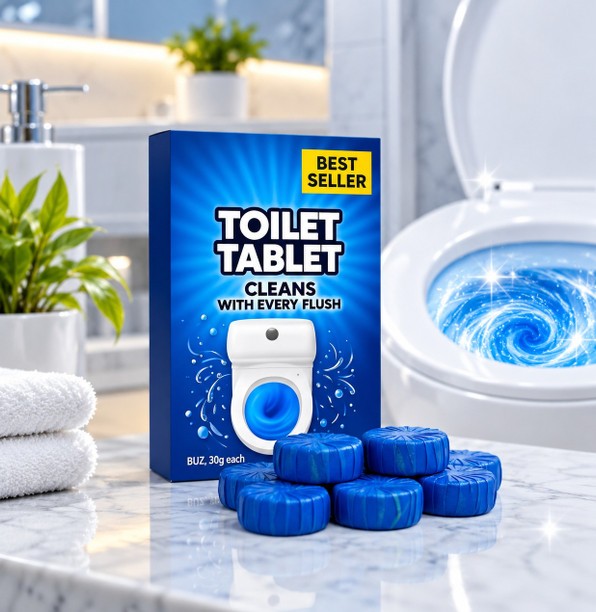 BEST
SELLER
TOILET
TABLET
CLEANS
WITH EVERY FLUSH
BUZ, 30g each